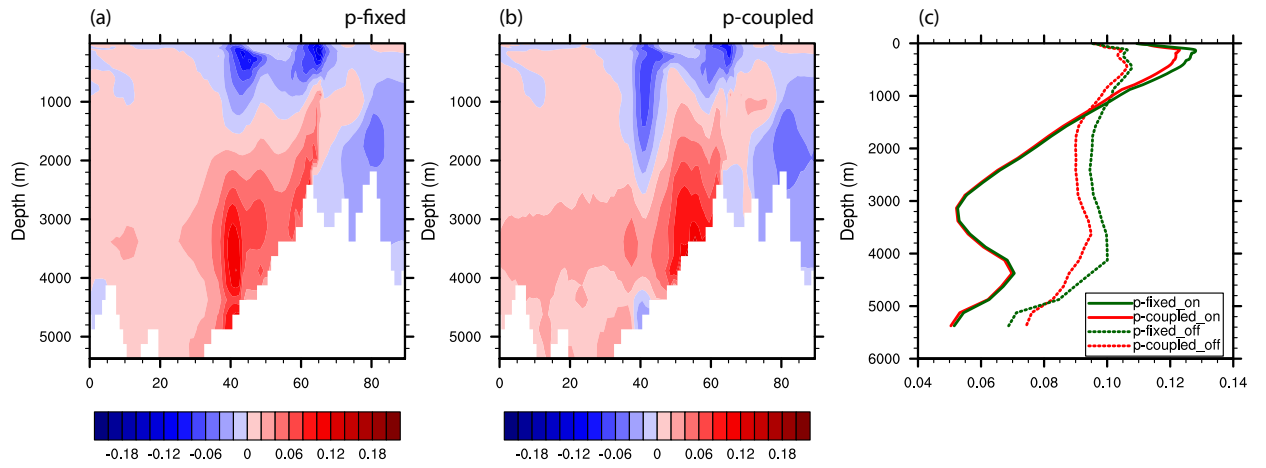 (a) p-fixed
(b) p-coupled
(c)
Depth (m)
1000
2000
3000
4000
5000
0 20 40 60 80
-0.18 -0.12 -0.06 0 0.06 0.12 0.18
Depth (m)
1000
2000
3000
4000
5000
0 20 40 60 80
-0.18 -0.12 -0.06 0 0.06 0.12 0.18
Depth (m)
0
1000
2000
3000
4000
5000
6000
0.04 0.06 0.08 0.10 0.12 0.14
p-fixed_on
p-coupled_on
p-fixed_off
p-coupled_off